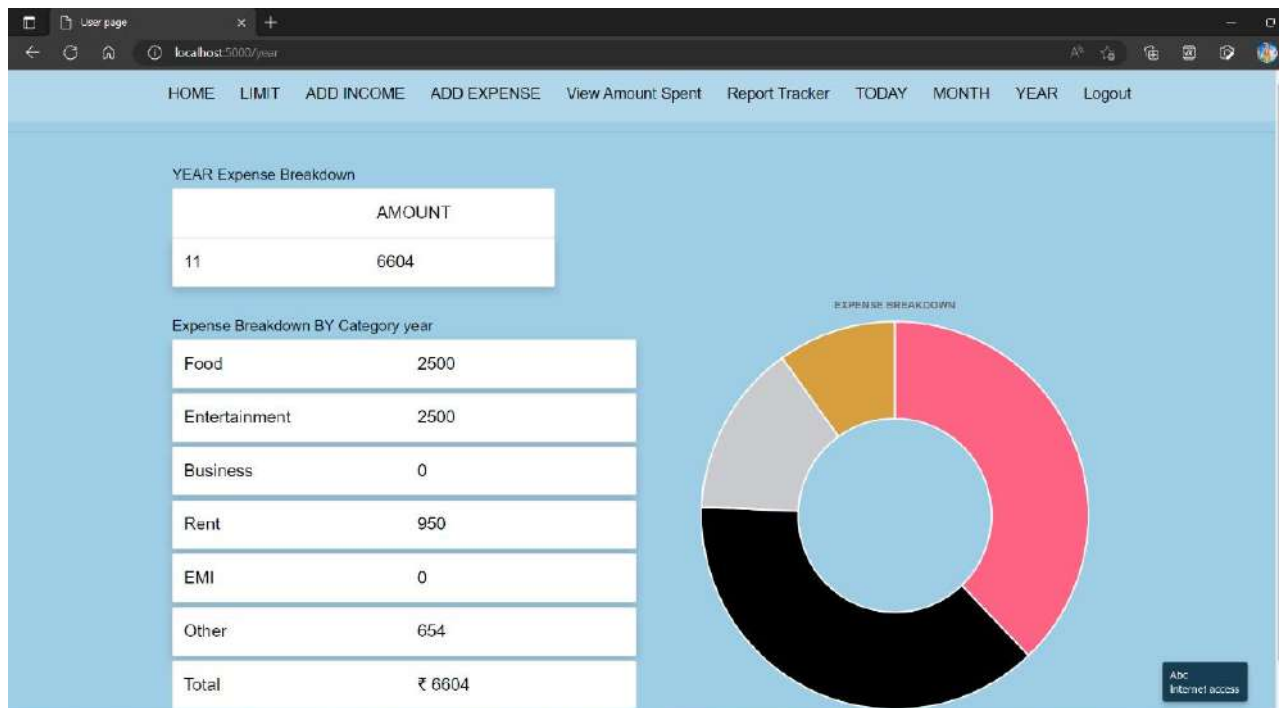 User page
localhost:5000/year
HOME LIMIT ADD INCOME ADD EXPENSE View Amount Spent Report Tracker TODAY MONTH YEAR Logout
YEAR Expense Breakdown
AMOUNT
11 6604
EXPENSE BREAKDOWN
Expense Breakdown BY Category year
Food 2500
Entertainment 2500
Business 0
Rent 950
EMI 0
Other 654
Total ₹ 6604
Abc
Internet access